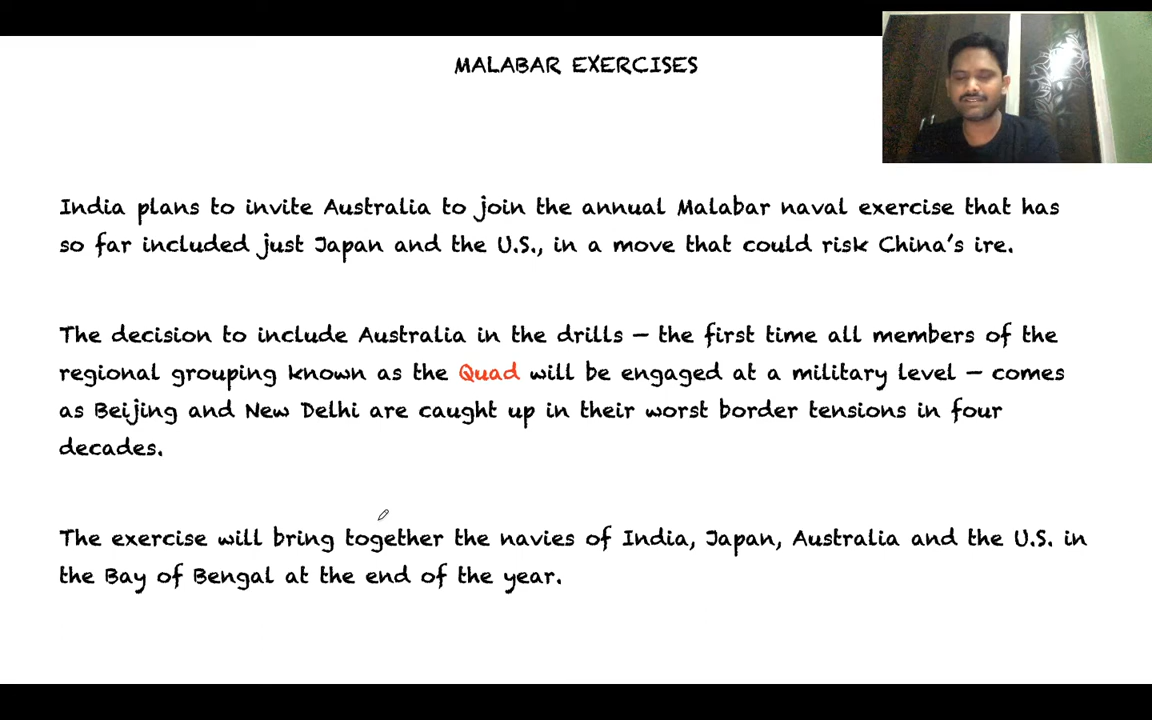 MALABAR EXERCISES
India plans to invite Australia to join the annual Malabar naval exercise that has
so far included just Japan and the U.S., in a move that could risk China's ire.
The decision to include Australia in the drills — the first time all members of the
regional grouping known as the Quad will be engaged at a military level — comes
as Beijing and New Delhi are caught up in their worst border tensions in four
decades.
The exercise will bring together the navies of India, Japan, Australia and the U.S. in
the Bay of Bengal at the end of the year.